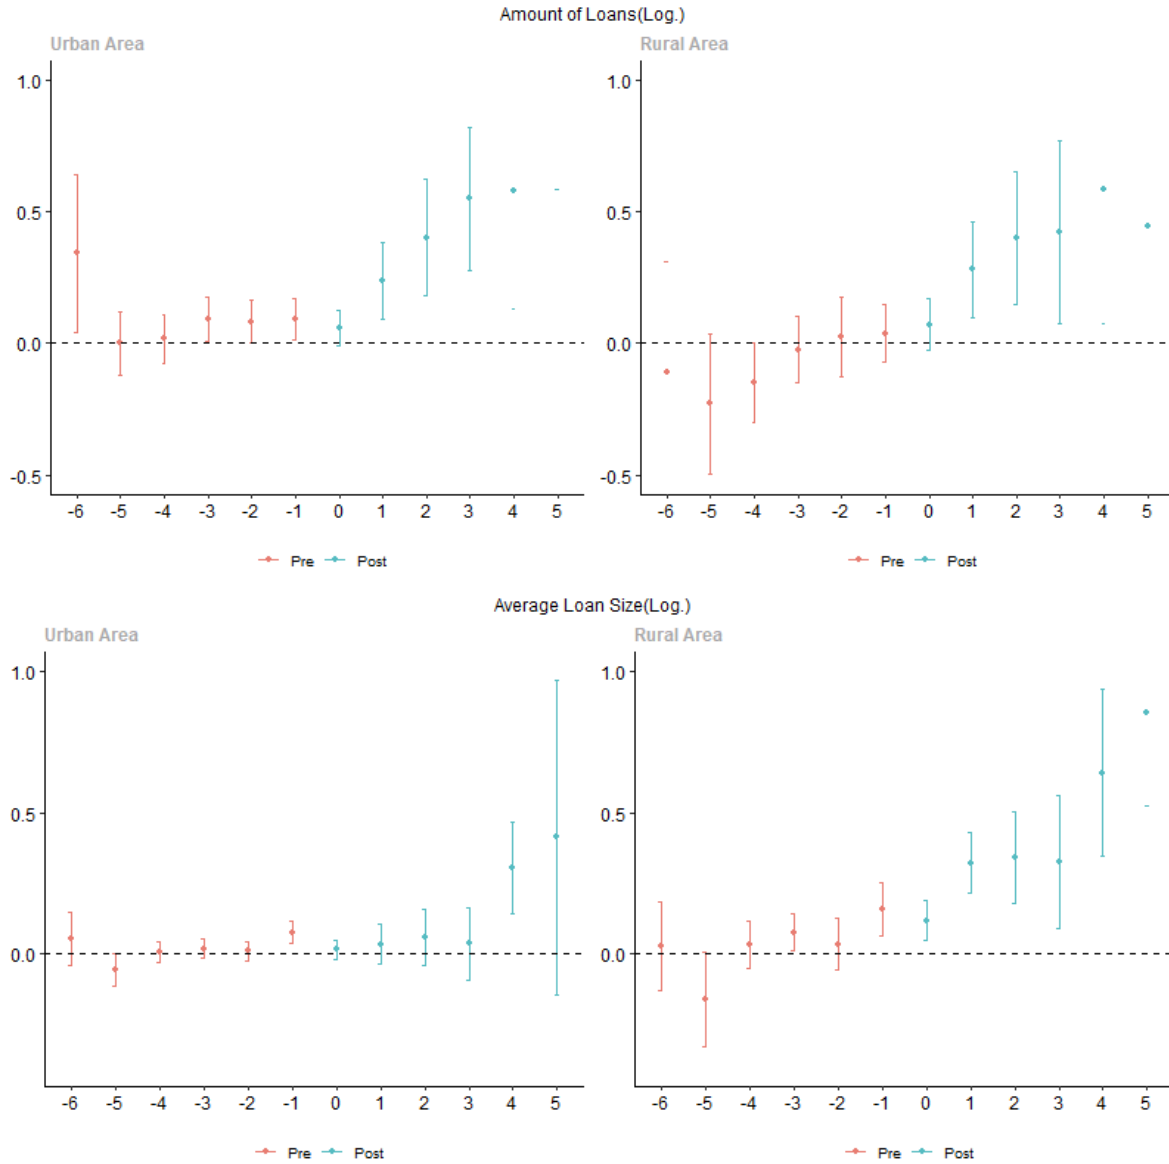 Amount of Loans(Log.)
Urban Area
Rural Area
1.0
0.5
0.0
-0.5
-6 -5 -4 -3 -2 -1 0 1 2 3 4 5
Pre Post
1.0
0.5
0.0
-0.5
-6 -5 -4 -3 -2 -1 0 1 2 3 4 5
Pre Post
Average Loan Size(Log.)
Urban Area
Rural Area
1.0
0.5
0.0
-6 -5 -4 -3 -2 -1 0 1 2 3 4 5
Pre Post
1.0
0.5
0.0
-6 -5 -4 -3 -2 -1 0 1 2 3 4 5
Pre Post